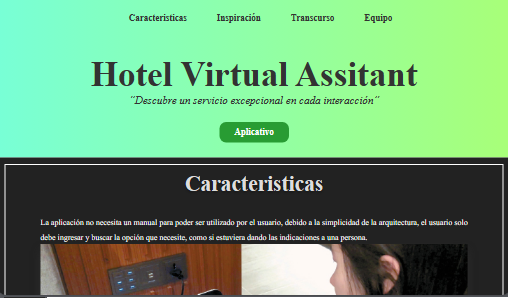 Caracteristicas Inspiración Transcurso Equipo
Hotel Virtual Assitant
"Descubre un servicio excepcional en cada interacción"
Aplicativo
Caracteristicas
La aplicación no necesita un manual para poder ser utilizado por el usuario, debido a la simplicidad de la arquitectura, el usuario solo
debe ingresar y buscar la opción que necesite, como si estuviera dando las indicaciones a una persona.